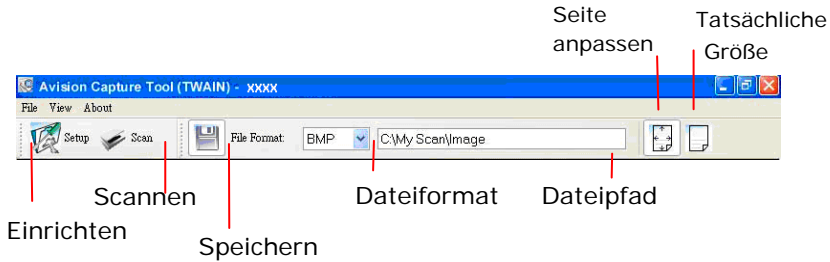 Seite
anpassen
Tatsächliche
Größe
Avision Capture Tool (TWAIN) - xxxx
File View About
Setup Scan File Format: BMP C:\My Scan\Image
Scannen
Dateiformat
Dateipfad
Einrichten
Speichern